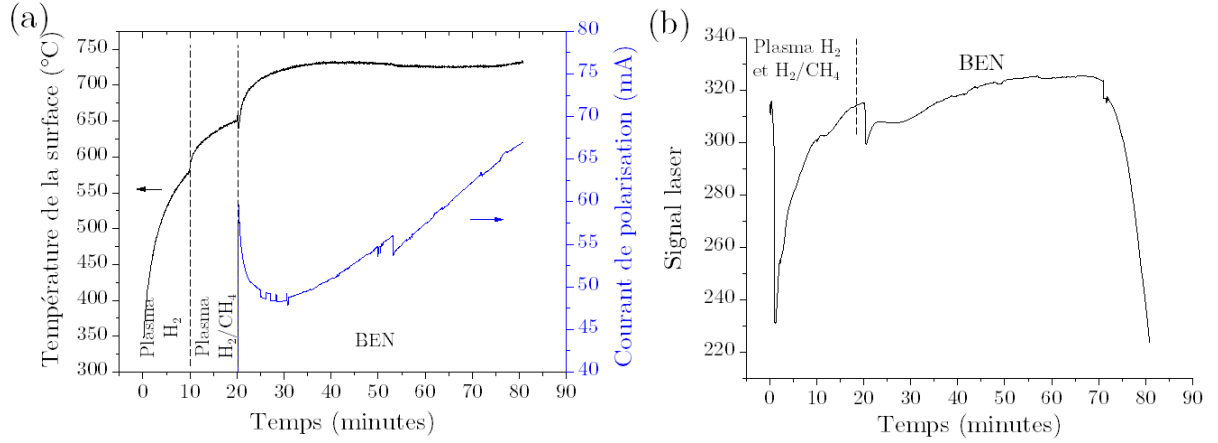 (a)
Température de la surface (°C)
750
700
650
600
550
500
450
400
350
300
Plasma
H₂
Plasma
H₂/CH₄
BEN
0 10 20 30 40 50 60 70 80 90
Temps (minutes)
80
75
70
65
60
55
50
45
40
Courant de polarisation (mA)
(b)
Signal laser
340
320
300
280
260
240
220
Plasma H₂
et H₂/CH₄
BEN
0 10 20 30 40 50 60 70 80 90
Temps (minutes)